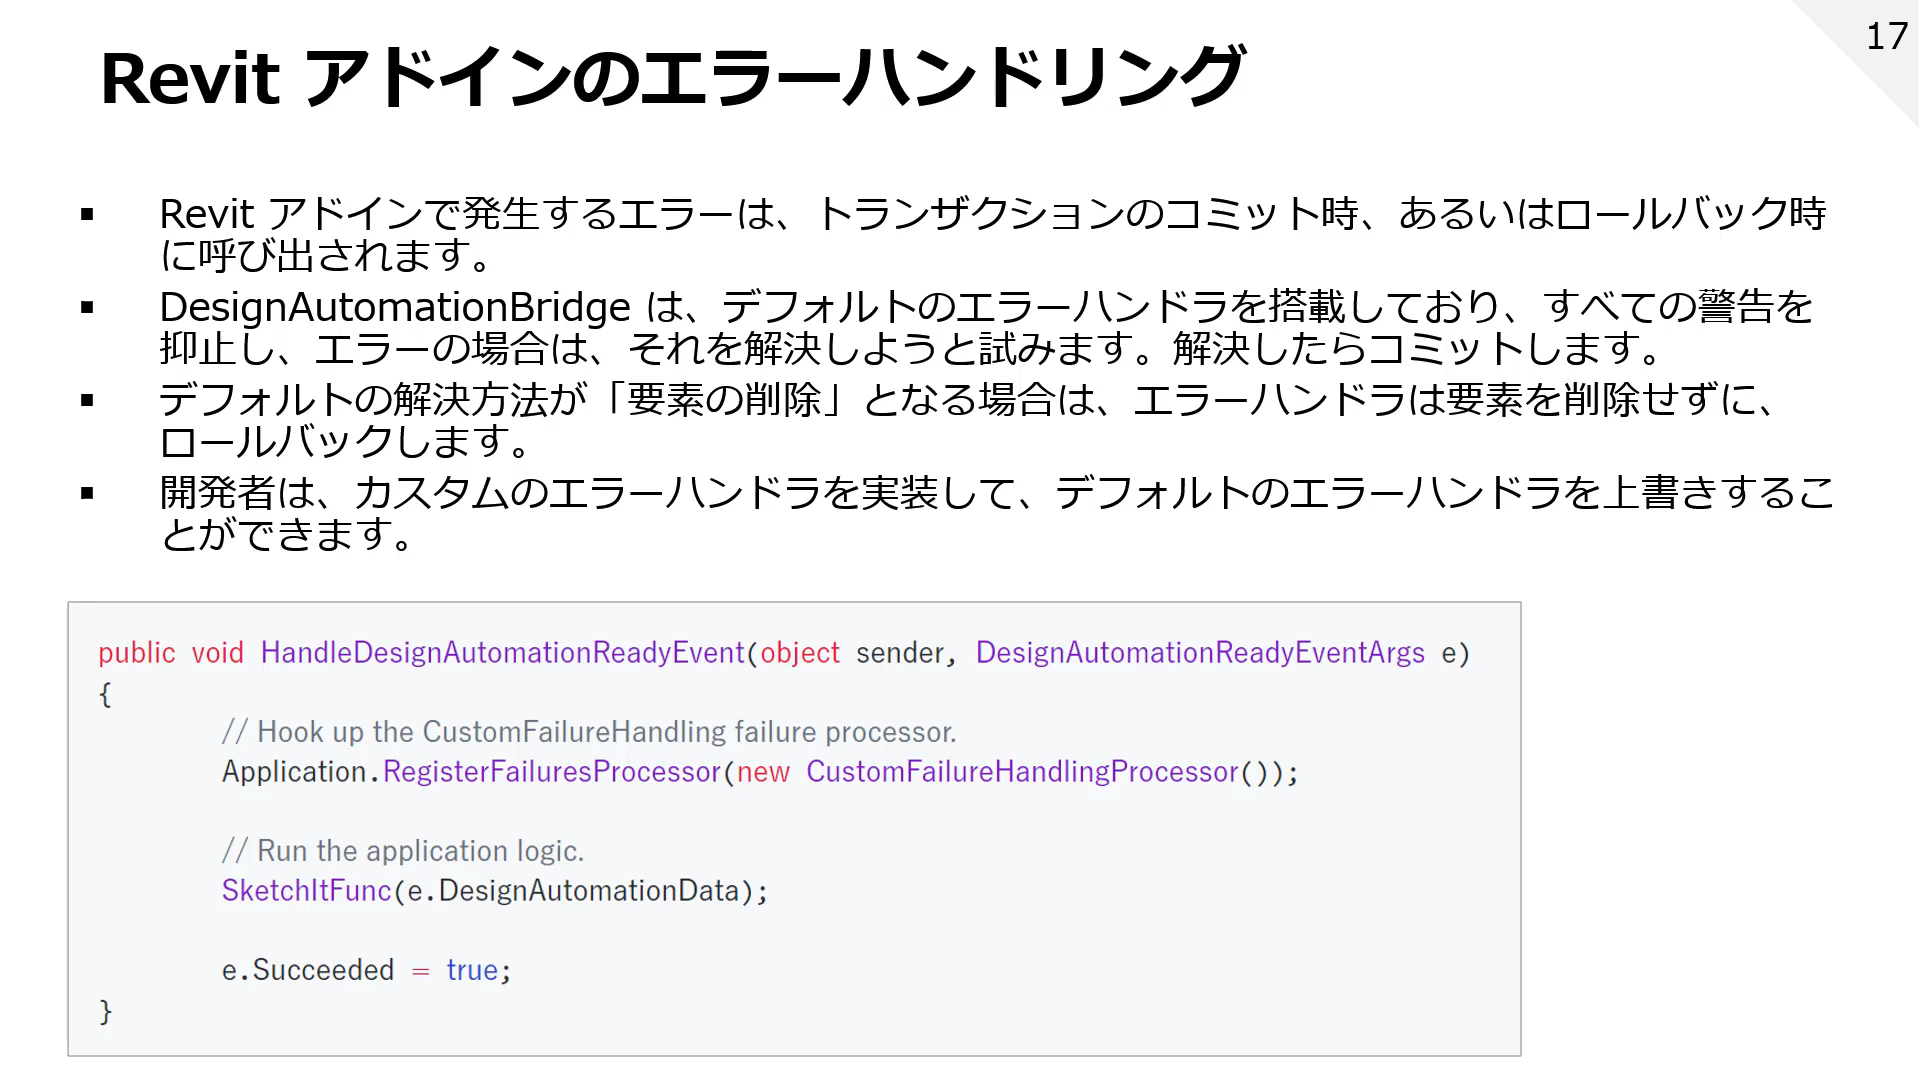 17
Revit アドインのエラーハンドリング
▪ Revit アドインで発生するエラーは、トランザクションのコミット時、あるいはロールバック時
に呼び出されます。
▪ DesignAutomationBridge は、デフォルトのエラーハンドラを搭載しており、すべての警告を
抑止し、エラーの場合は、それを解決しようと試みます。解決したらコミットします。
▪ デフォルトの解決方法が「要素の削除」となる場合は、エラーハンドラは要素を削除せずに、
ロールバックします。
▪ 開発者は、カスタムのエラーハンドラを実装して、デフォルトのエラーハンドラを上書きするこ
とができます。
public void HandleDesignAutomationReadyEvent(object sender, DesignAutomationReadyEventArgs e)
{
// Hook up the CustomFailureHandling failure processor.
Application.RegisterFailuresProcessor(new CustomFailureHandlingProcessor());
// Run the application logic.
SketchItFunc(e.DesignAutomationData);
e.Succeeded = true;
}